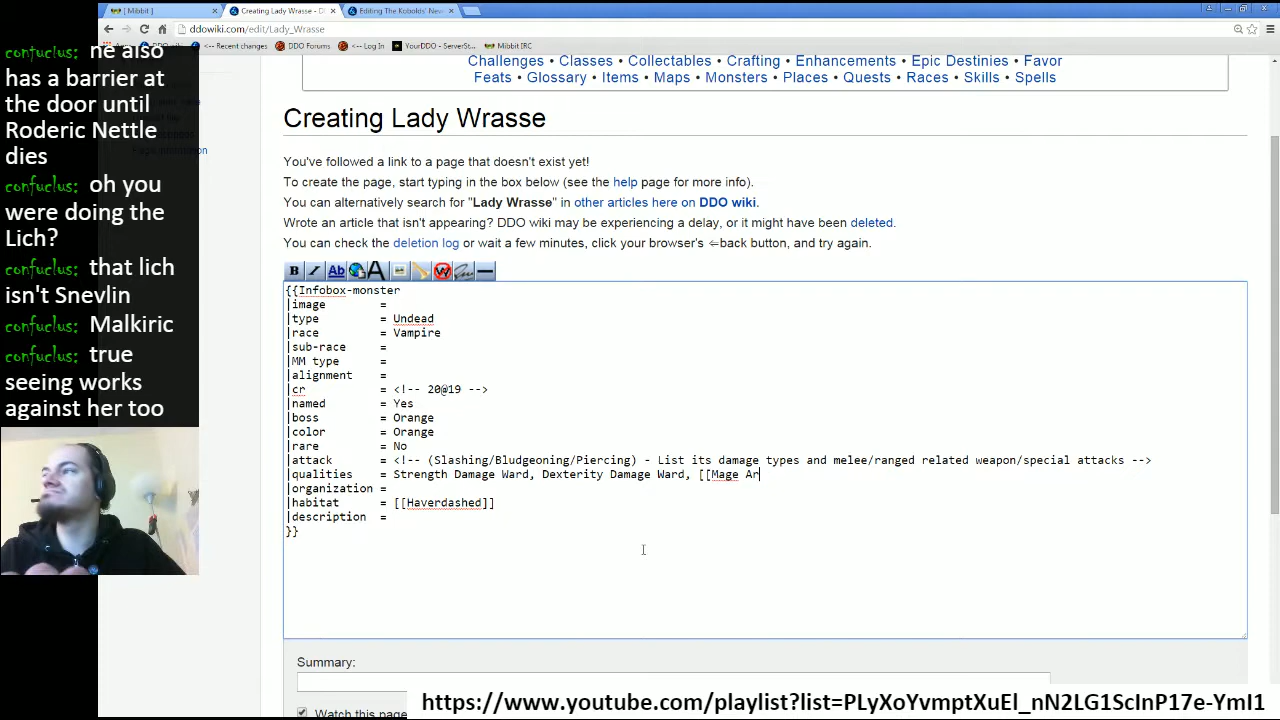 [ Mibbit ]
Creating Lady Wrasse - D
Editing The Kobolds' New
ddowiki.com/edit/Lady_Wrasse
<-- Recent changes
DDO Forums
<-- Log In
YourDDO - ServerSt...
Mibbit IRC
confuclus: he also
has a barrier at
the door until
Roderic Nettle
dies
confuclus: oh you
were doing the
Lich?
confuclus: that lich
isn't Snevlin
confuclus: Malkiric
confuclus: true
seeing works
against her too
Challenges • Classes • Collectables • Crafting • Enhancements • Epic Destinies • Favor
Feats • Glossary • Items • Maps • Monsters • Places • Quests • Races • Skills • Spells
Creating Lady Wrasse
You've followed a link to a page that doesn't exist yet!
To create the page, start typing in the box below (see the help page for more info).
You can alternatively search for "Lady Wrasse" in other articles here on DDO wiki.
Wrote an article that isn't appearing? DDO wiki may be experiencing a delay, or it might have been deleted.
You can check the deletion log or wait a few minutes, click your browser's ⇦back button, and try again.
{{Infobox-monster
|image =
|type = Undead
|race = Vampire
|sub-race =
|MM type =
|alignment =
|cr = <!-- 20@19 -->
|named = Yes
|boss = Orange
|color = Orange
|rare = No
|attack = <!-- (Slashing/Bludgeoning/Piercing) - List its damage types and melee/ranged related weapon/special attacks -->
|qualities = Strength Damage Ward, Dexterity Damage Ward, [[Mage Ar
|organization =
|habitat = [[Haverdashed]]
|description =
}}
Summary:
Watch this page
https://www.youtube.com/playlist?list=PLyXoYvmptXuEl_nN2LG1ScInP17e-YmI1